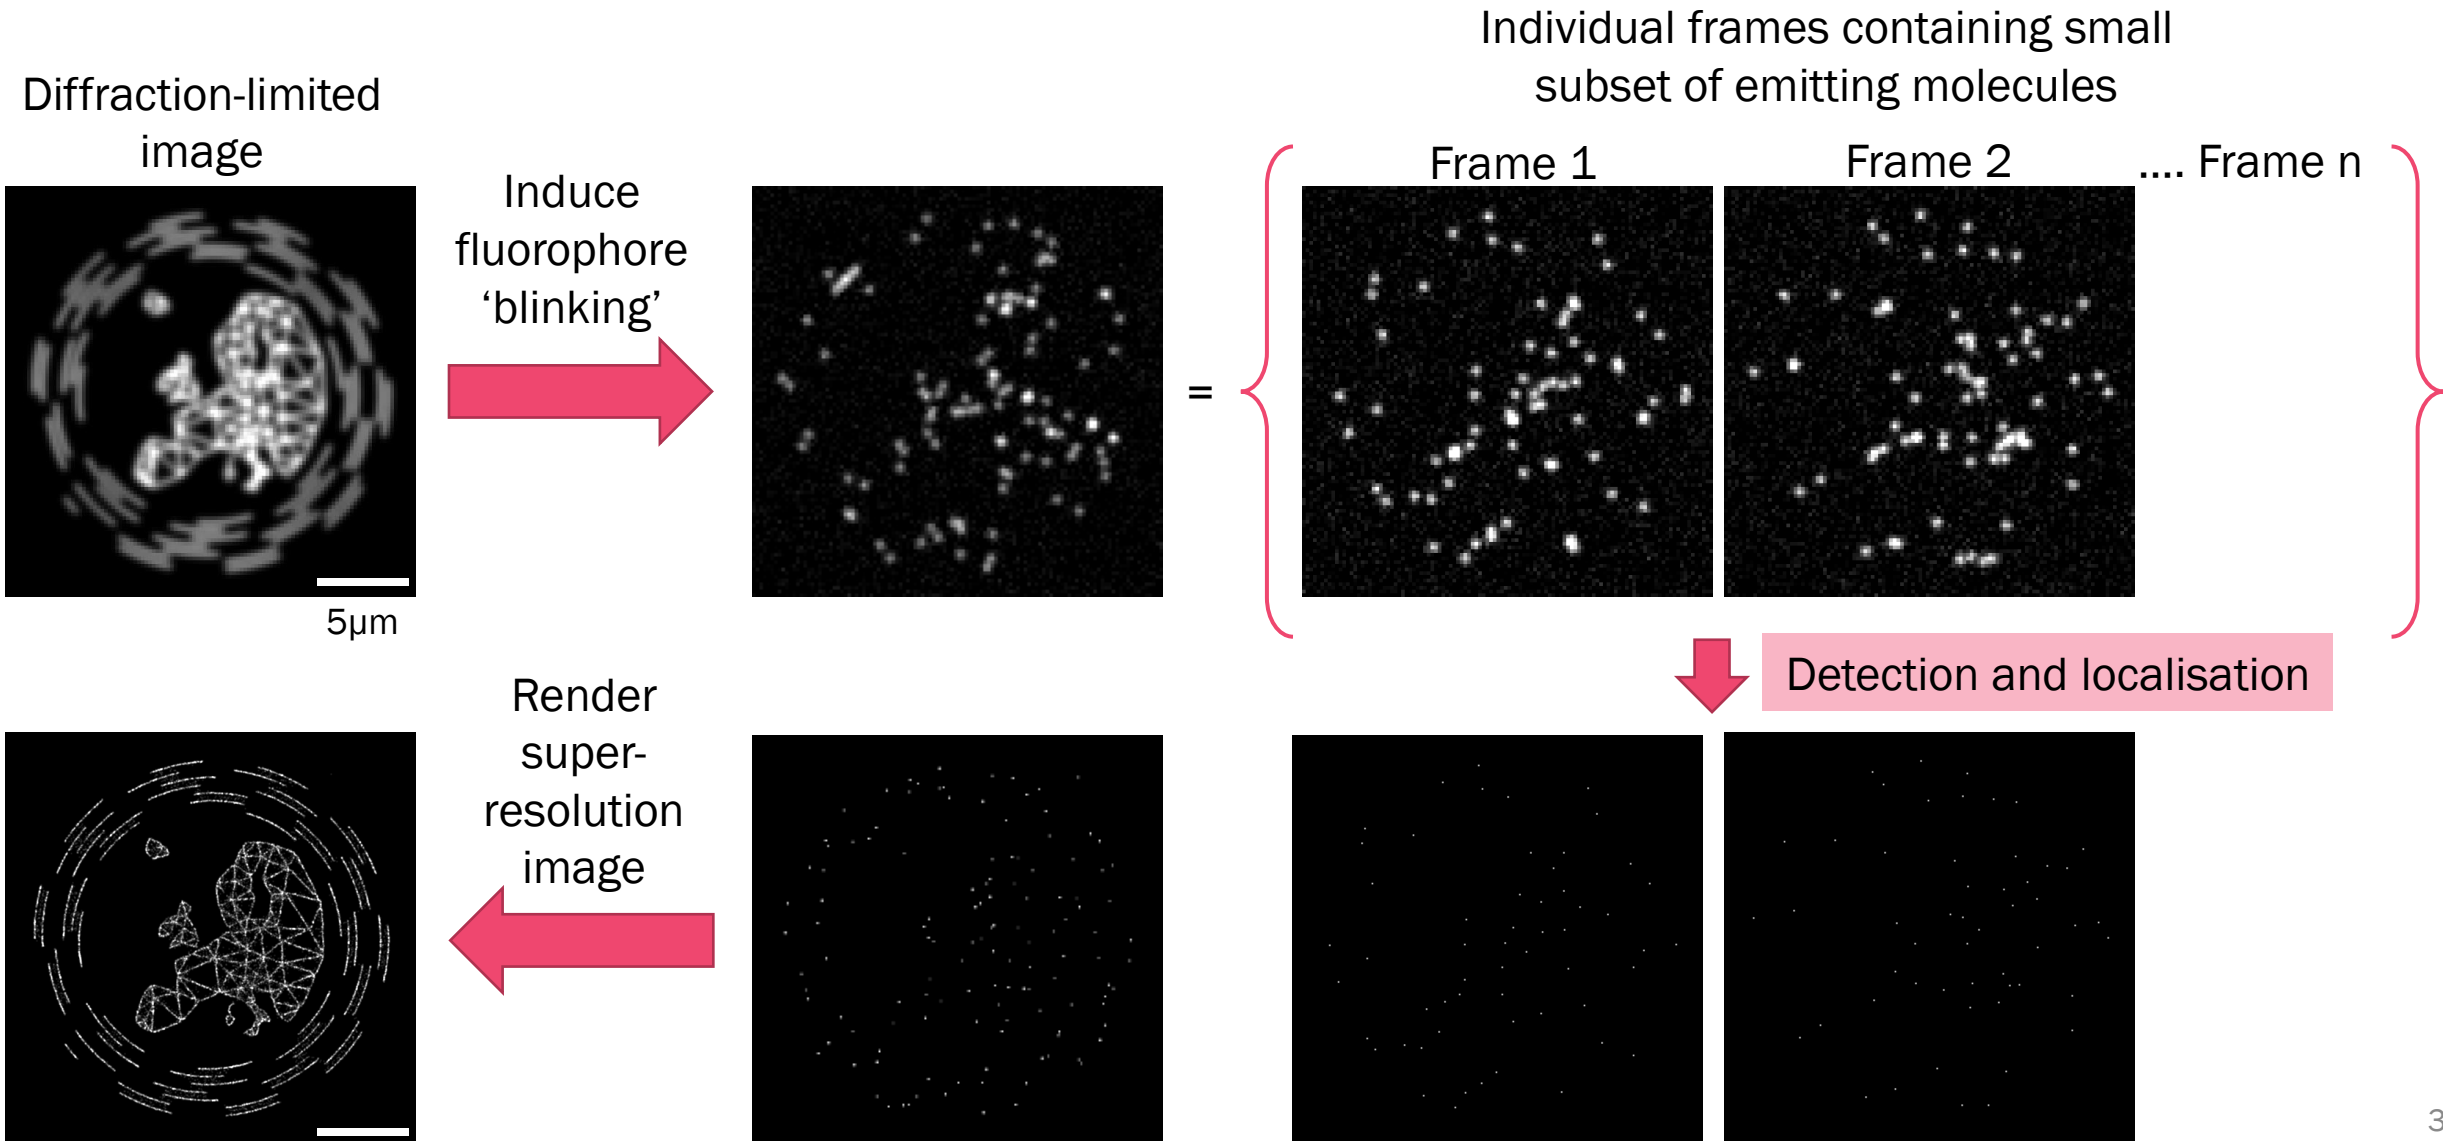 Diffraction-limited
image
5µm
Induce
fluorophore
‘blinking’
=
Individual frames containing small
subset of emitting molecules
Frame 1
Frame 2
.... Frame n
Detection and localisation
Render
super-
resolution
image
3